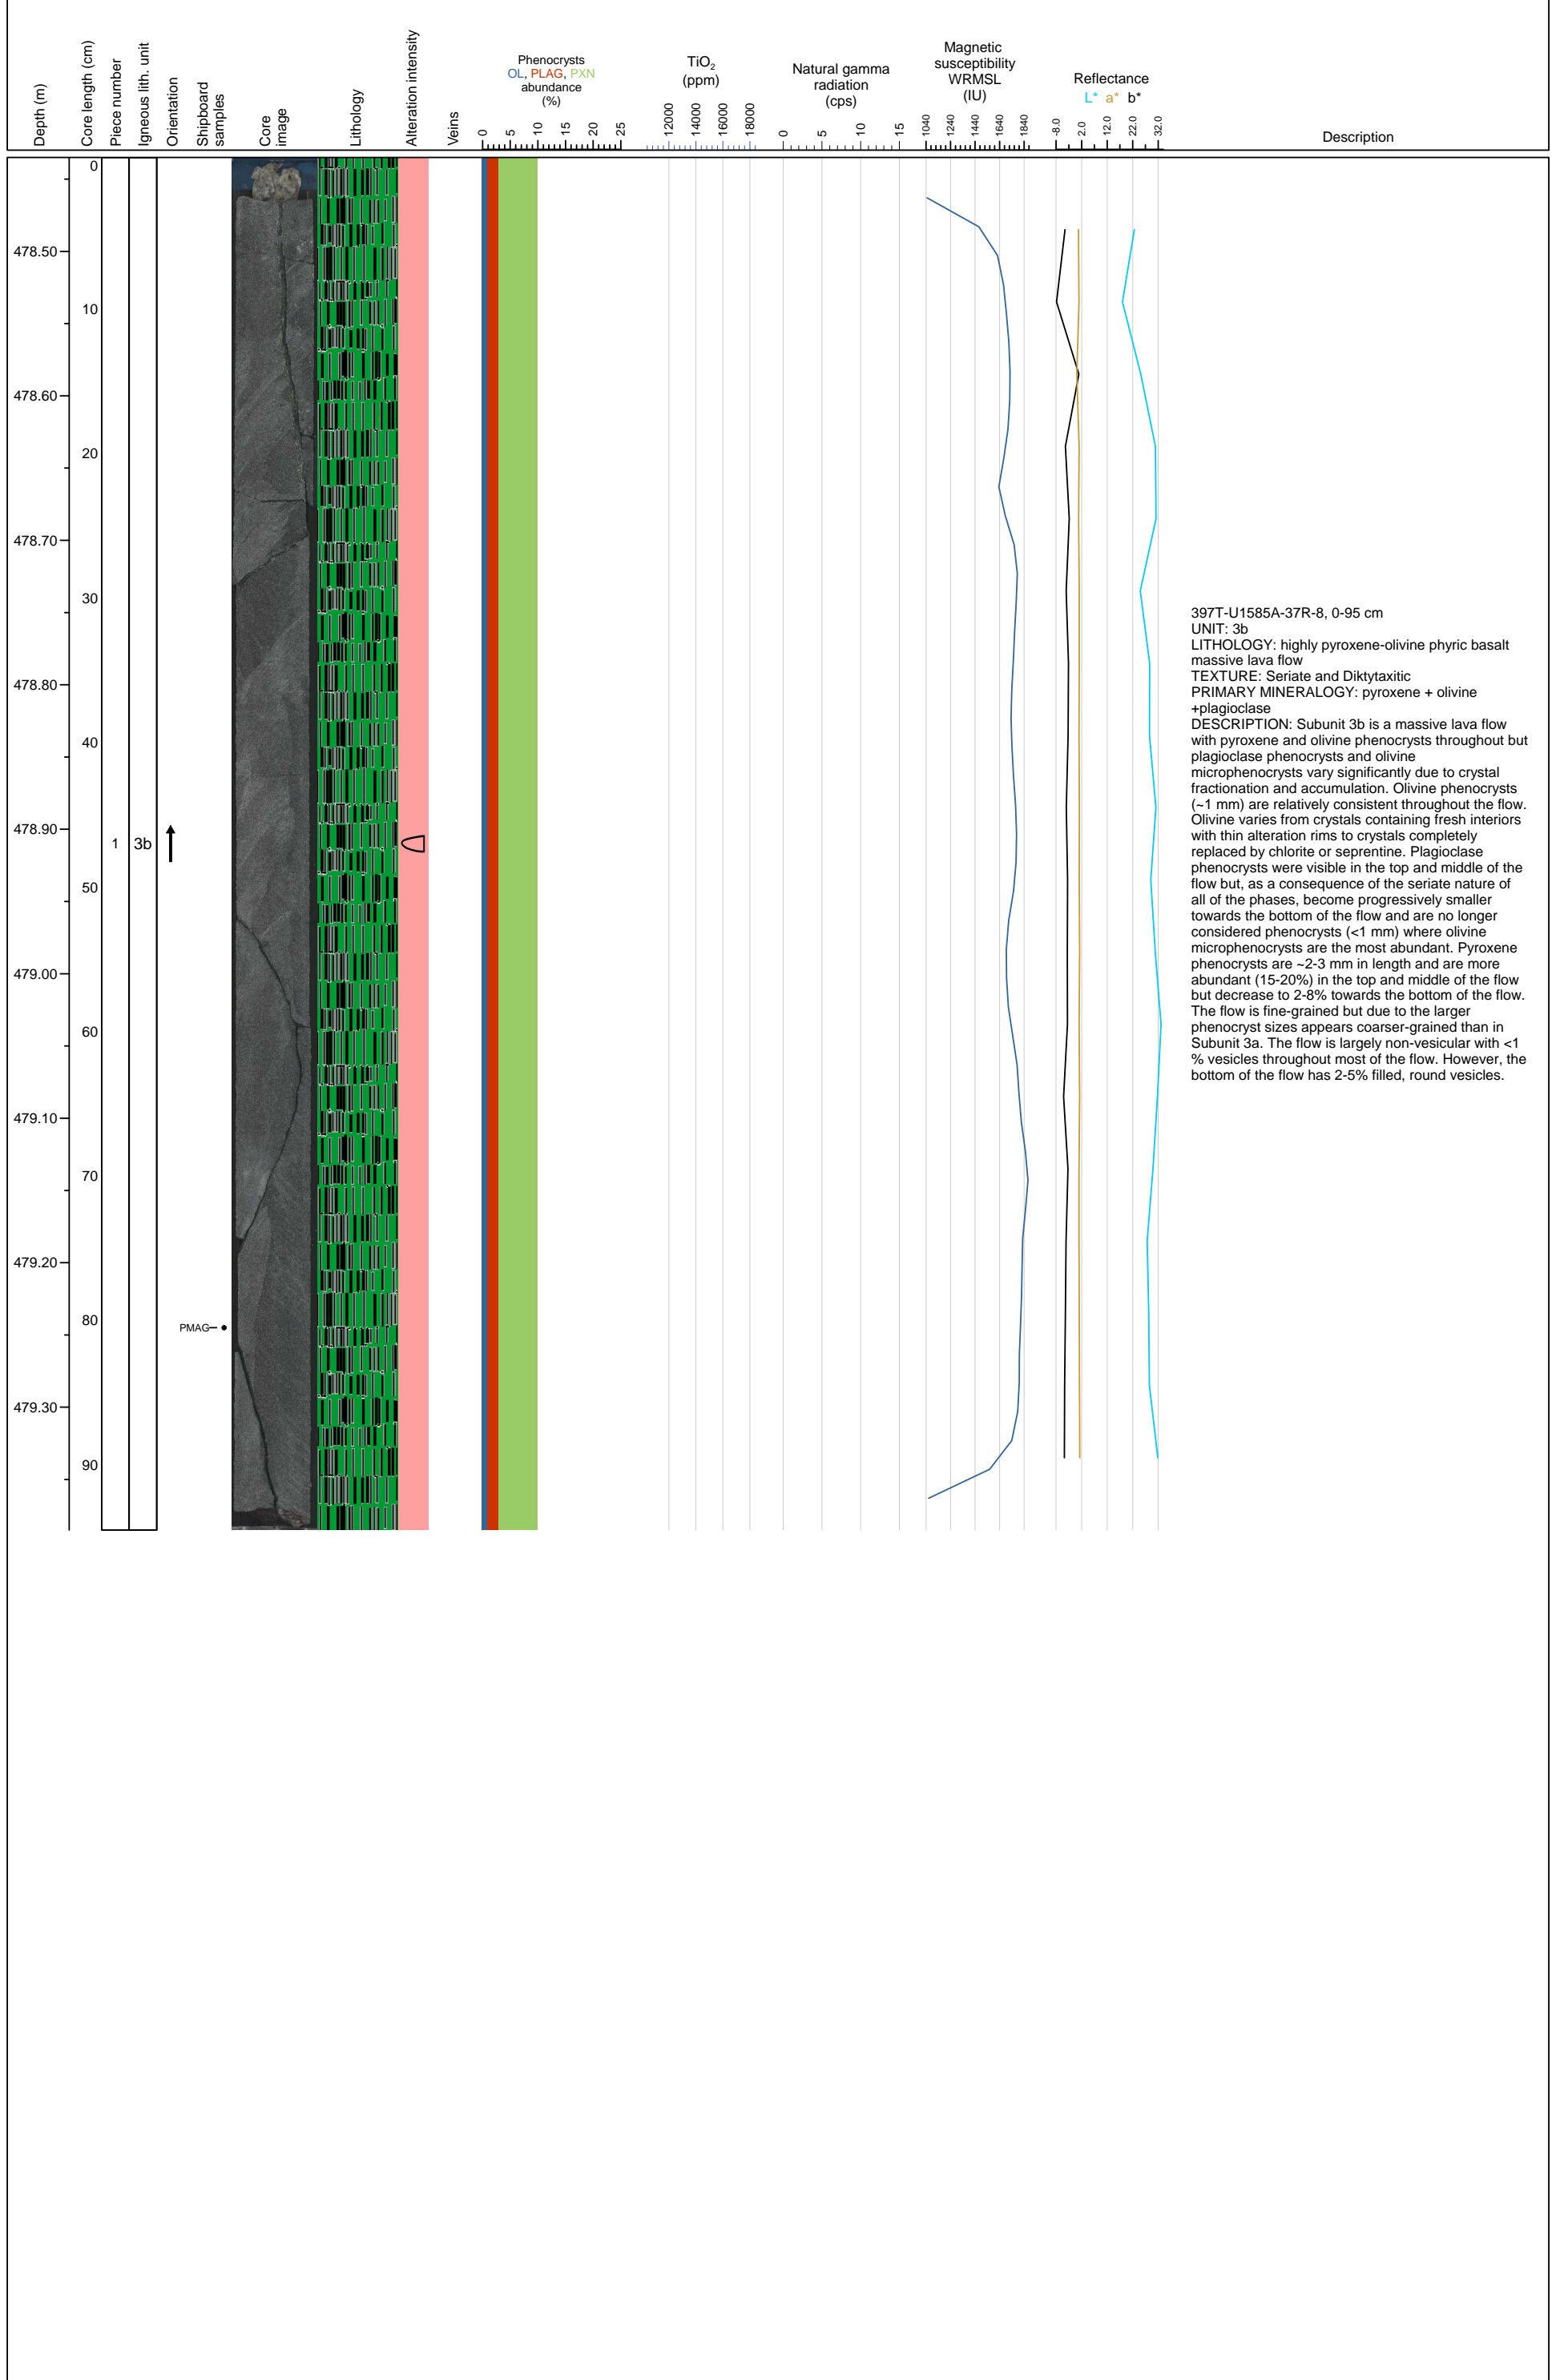 Depth (m)
Core length (cm)
Piece number
Igneous lith. unit
Orientation
Shipboard
samples
Core
image
Lithology
Alteration intensity
Veins
Phenocrysts
OL, PLAG, PXN
abundance
(%)
0 5 10 15 20 25
TiO2
(ppm)
12000 14000 16000 18000
Natural gamma
radiation
(cps)
0 5 10 15
Magnetic
susceptibility
WRMSL
(IU)
1040 1240 1440 1640 1840
Reflectance
L* a* b*
-8.0 2.0 12.0 22.0 32.0
Description
0
478.50
10
478.60
20
478.70
30
478.80
40
478.90
1 3b
50
479.00
60
479.10
70
479.20
80
PMAG
479.30
90
397T-U1585A-37R-8, 0-95 cm
UNIT: 3b
LITHOLOGY: highly pyroxene-olivine phyric basalt
massive lava flow
TEXTURE: Seriate and Diktytaxitic
PRIMARY MINERALOGY: pyroxene + olivine
+plagioclase
DESCRIPTION: Subunit 3b is a massive lava flow
with pyroxene and olivine phenocrysts throughout but
plagioclase phenocrysts and olivine
microphenocrysts vary significantly due to crystal
fractionation and accumulation. Olivine phenocrysts
(~1 mm) are relatively consistent throughout the flow.
Olivine varies from crystals containing fresh interiors
with thin alteration rims to crystals completely
replaced by chlorite or seprentine. Plagioclase
phenocrysts were visible in the top and middle of the
flow but, as a consequence of the seriate nature of
all of the phases, become progressively smaller
towards the bottom of the flow and are no longer
considered phenocrysts (<1 mm) where olivine
microphenocrysts are the most abundant. Pyroxene
phenocrysts are ~2-3 mm in length and are more
abundant (15-20%) in the top and middle of the flow
but decrease to 2-8% towards the bottom of the flow.
The flow is fine-grained but due to the larger
phenocryst sizes appears coarser-grained than in
Subunit 3a. The flow is largely non-vesicular with <1
% vesicles throughout most of the flow. However, the
bottom of the flow has 2-5% filled, round vesicles.